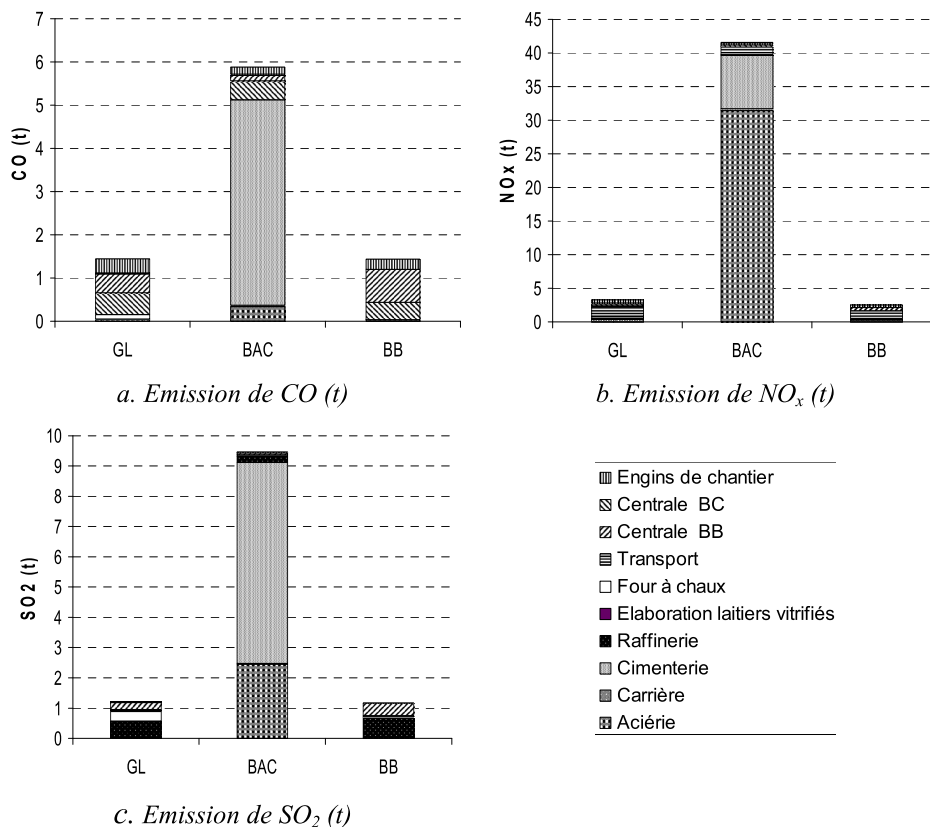 7
6
5
4
3
2
1
0
CO (t)
GL BAC BB
a. Emission de CO (t)
45
40
35
30
25
20
15
10
5
0
NOx (t)
GL BAC BB
b. Emission de NOx (t)
10
9
8
7
6
5
4
3
2
1
0
SO2 (t)
GL BAC BB
c. Emission de SO2 (t)
Engins de chantier
Centrale BC
Centrale BB
Transport
Four à chaux
Elaboration laitiers vitrifiés
Raffinerie
Cimenterie
Carrière
Aciérie